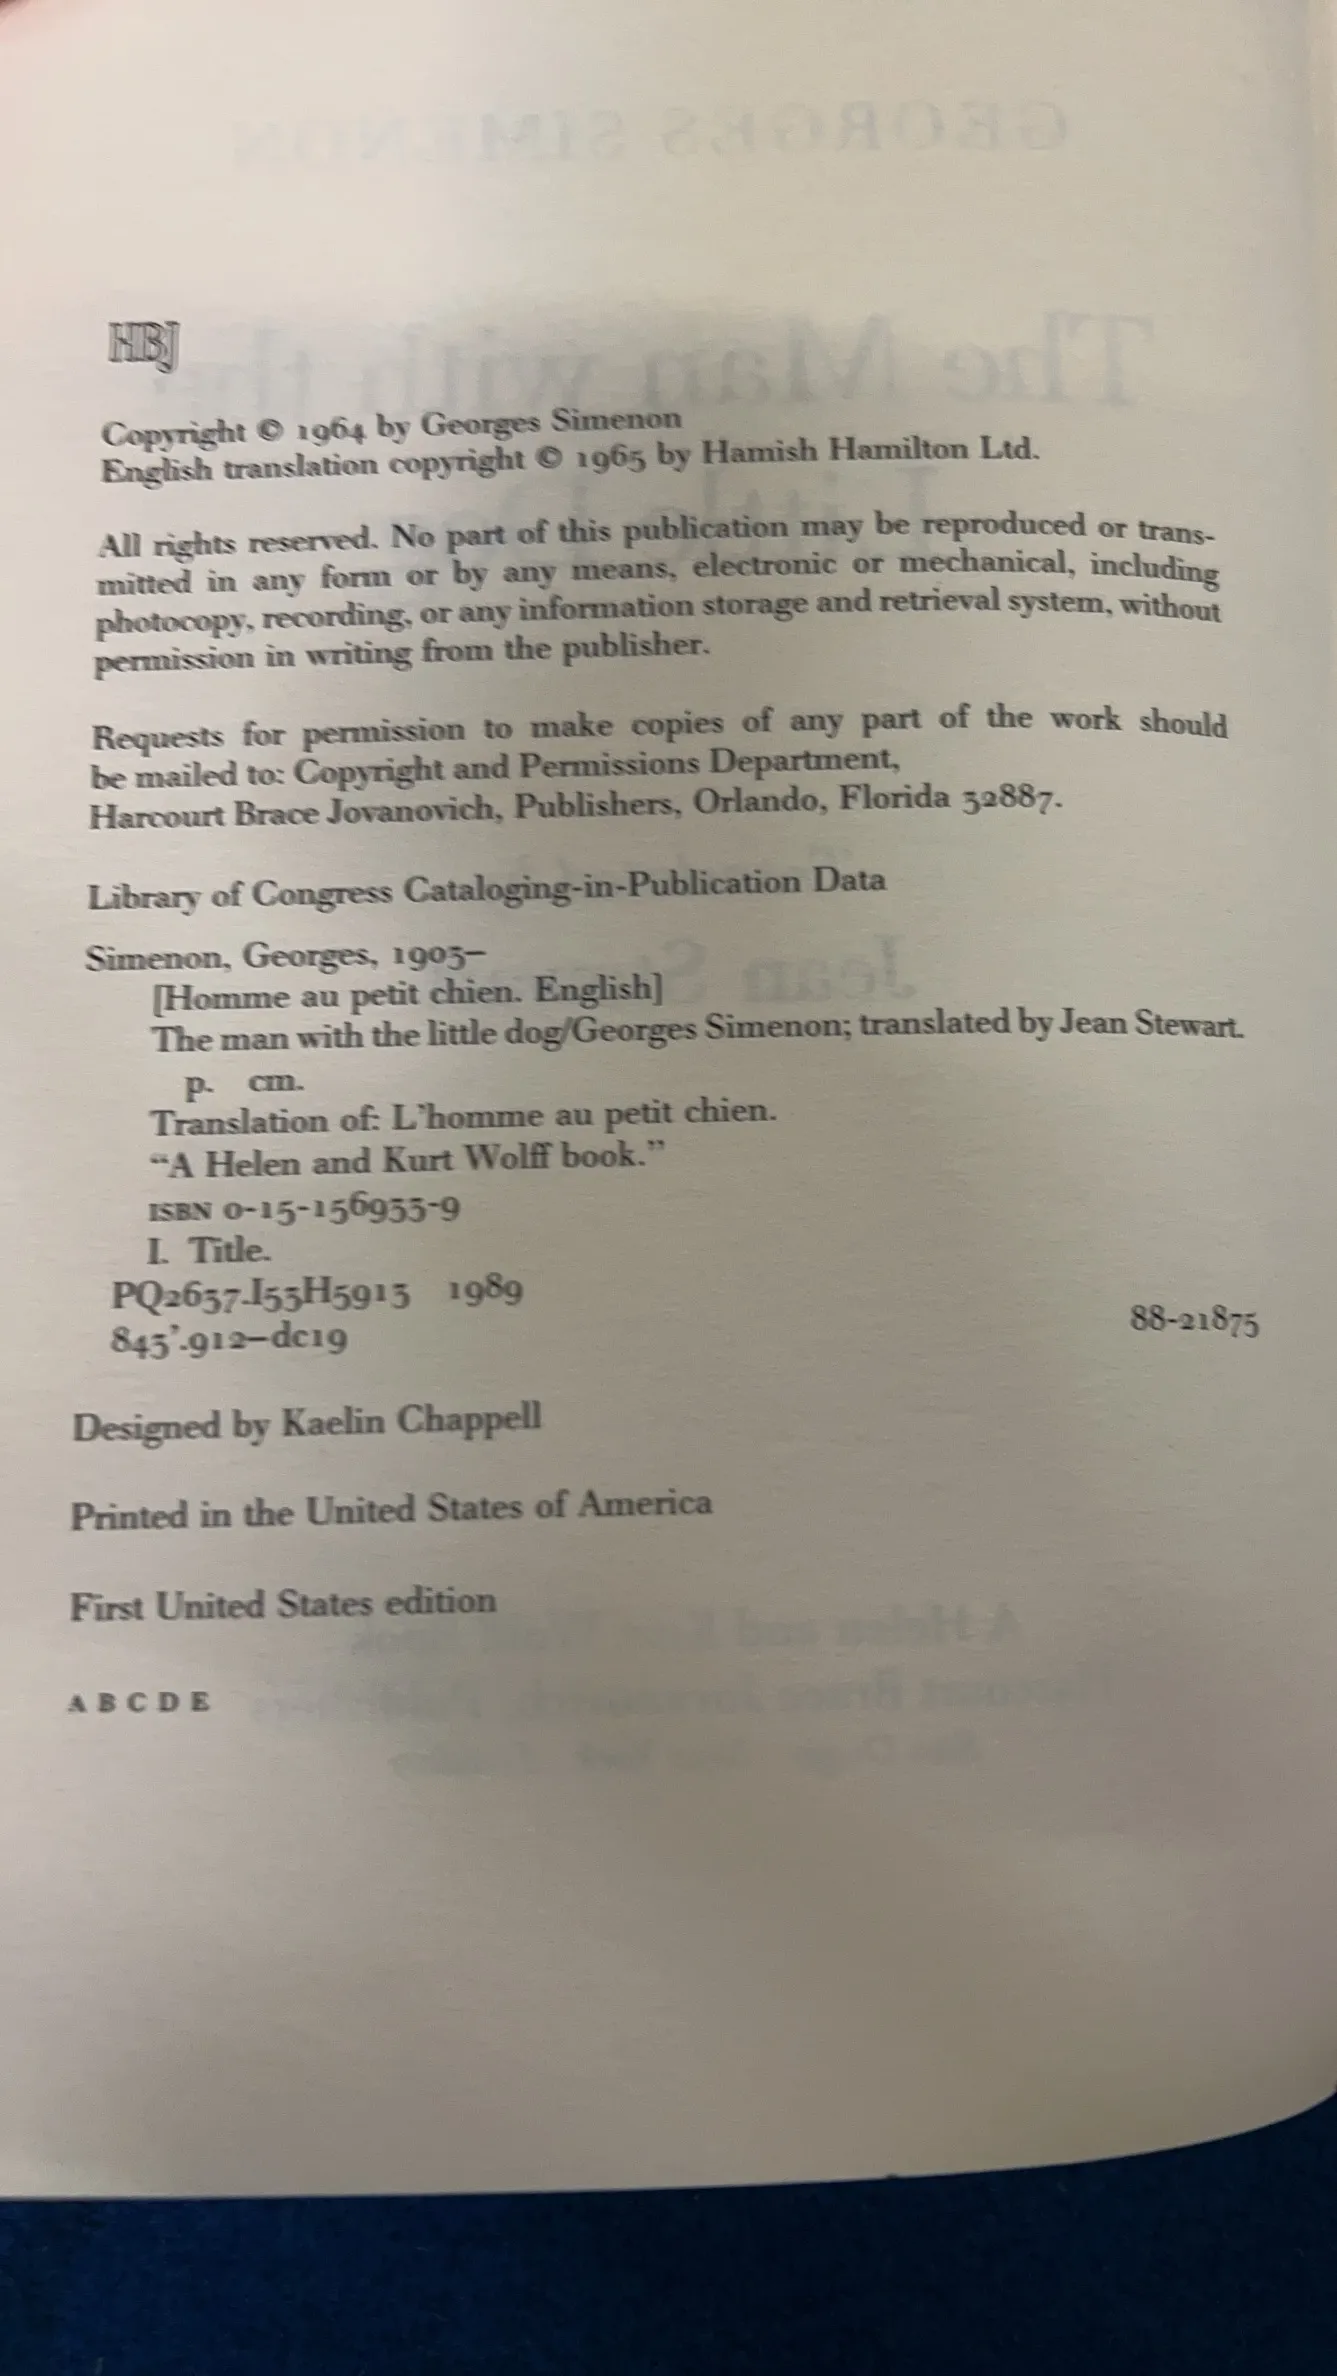 HBJ
Copyright © 1964 by Georges Simenon
English translation copyright © 1965 by Hamish Hamilton Ltd.
All rights reserved. No part of this publication may be reproduced or trans-
mitted in any form or by any means, electronic or mechanical, including
photocopy, recording, or any information storage and retrieval system, without
permission in writing from the publisher.
Requests for permission to make copies of any part of the work should
be mailed to: Copyright and Permissions Department,
Harcourt Brace Jovanovich, Publishers, Orlando, Florida 32887.
Library of Congress Cataloging-in-Publication Data
Simenon, Georges, 1903–
[Homme au petit chien. English]
The man with the little dog/Georges Simenon; translated by Jean Stewart.
p. cm.
Translation of: L'homme au petit chien.
“A Helen and Kurt Wolff book.”
ISBN 0-15-156933-9
I. Title.
PQ2637.I53H5913 1989
843'.912—dc19 88-21875
Designed by Kaelin Chappell
Printed in the United States of America
First United States edition
A B C D E